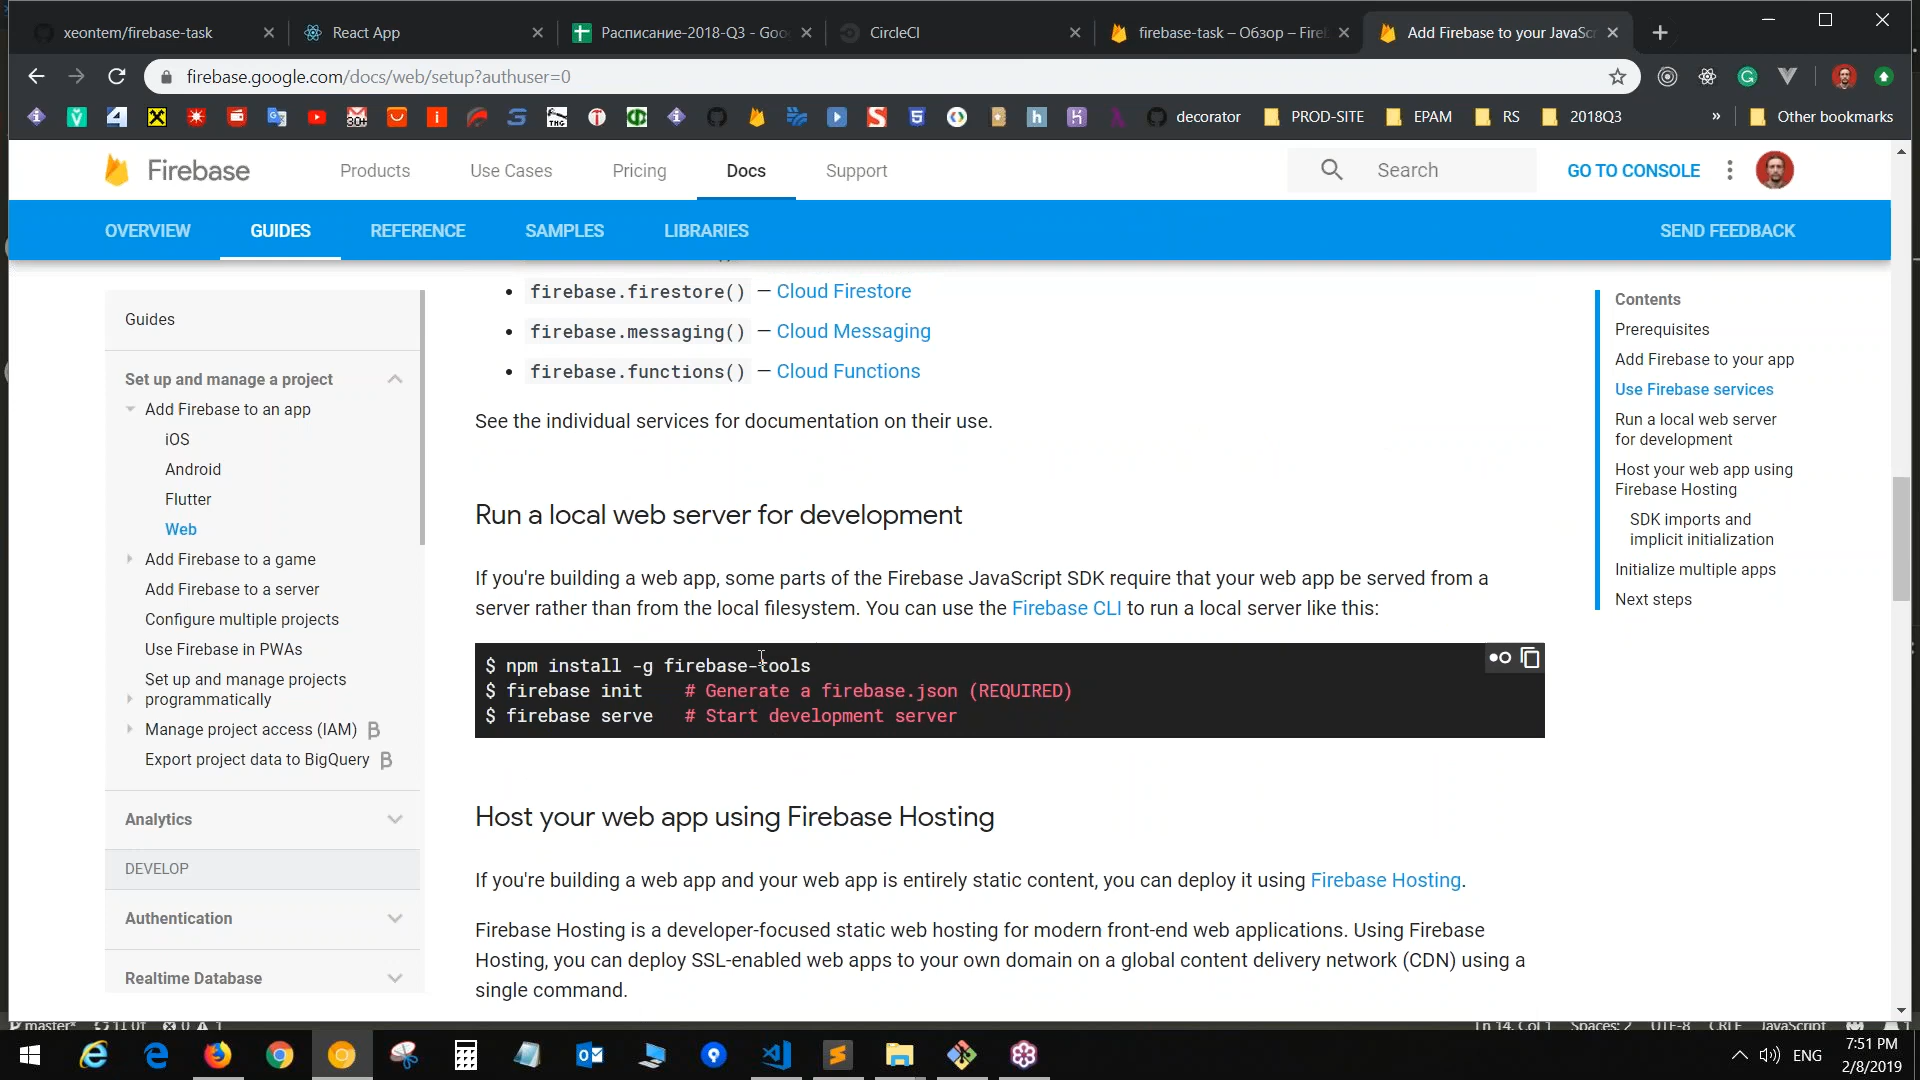 xeontem/firebase-task
React App
Расписание-2018-Q3 - Goo
CircleCI
firebase-task – Обзор – Fire
Add Firebase to your JavaSc
firebase.google.com/docs/web/setup?authuser=0
decorator
PROD-SITE
EPAM
RS
2018Q3
»
Other bookmarks
Firebase
Products
Use Cases
Pricing
Docs
Support
Search
GO TO CONSOLE
OVERVIEW
GUIDES
REFERENCE
SAMPLES
LIBRARIES
SEND FEEDBACK
Guides
Set up and manage a project
Add Firebase to an app
iOS
Android
Flutter
Web
Add Firebase to a game
Add Firebase to a server
Configure multiple projects
Use Firebase in PWAs
Set up and manage projects
programmatically
Manage project access (IAM) β
Export project data to BigQuery β
Analytics
DEVELOP
Authentication
Realtime Database
• firebase.firestore() — Cloud Firestore
• firebase.messaging() — Cloud Messaging
• firebase.functions() — Cloud Functions
See the individual services for documentation on their use.
Run a local web server for development
If you're building a web app, some parts of the Firebase JavaScript SDK require that your web app be served from a
server rather than from the local filesystem. You can use the Firebase CLI to run a local server like this:
$ npm install -g firebase-tools
$ firebase init # Generate a firebase.json (REQUIRED)
$ firebase serve # Start development server
Host your web app using Firebase Hosting
If you're building a web app and your web app is entirely static content, you can deploy it using Firebase Hosting.
Firebase Hosting is a developer-focused static web hosting for modern front-end web applications. Using Firebase
Hosting, you can deploy SSL-enabled web apps to your own domain on a global content delivery network (CDN) using a
single command.
Contents
Prerequisites
Add Firebase to your app
Use Firebase services
Run a local web server
for development
Host your web app using
Firebase Hosting
SDK imports and
implicit initialization
Initialize multiple apps
Next steps
master*
Ln 14, Col 1
Spaces: 2
UTF-8
CRLF
JavaScript
ENG
7:51 PM
2/8/2019